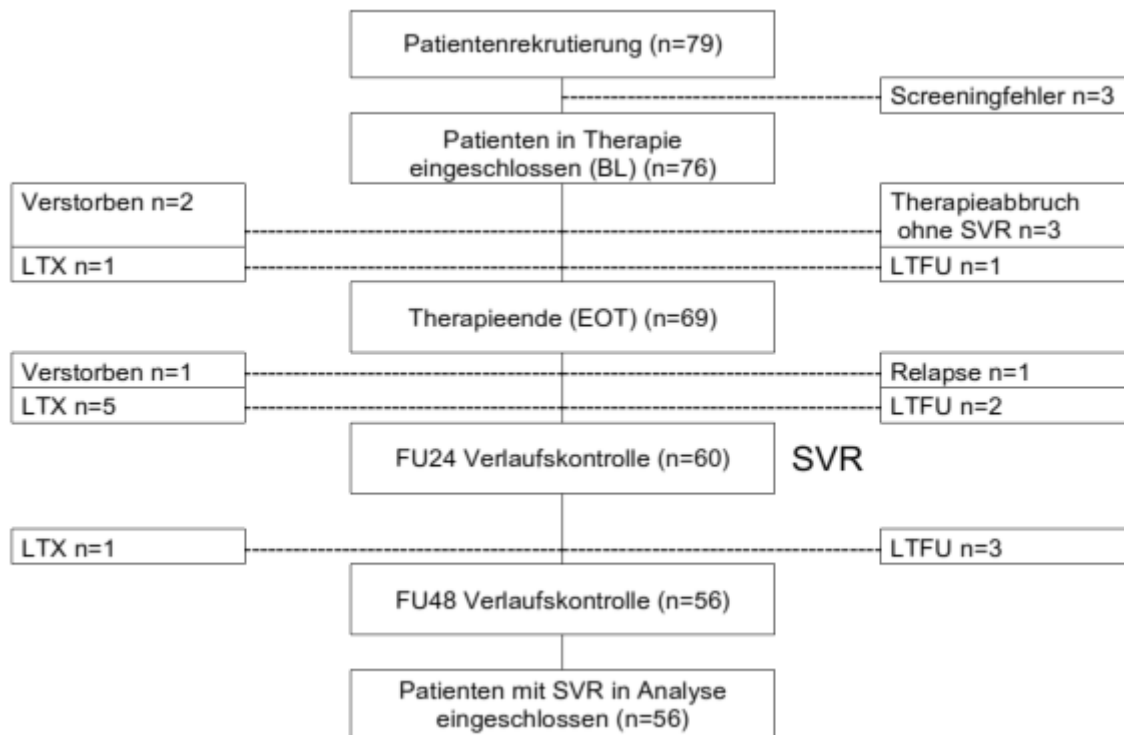 Patientenrekrutierung (n=79)
Screeningfehler n=3
Patienten in Therapie
eingeschlossen (BL) (n=76)
Verstorben n=2
Therapieabbruch
ohne SVR n=3
LTX n=1
LTFU n=1
Therapieende (EOT) (n=69)
Verstorben n=1
Relapse n=1
LTX n=5
LTFU n=2
FU24 Verlaufskontrolle (n=60)
SVR
LTX n=1
LTFU n=3
FU48 Verlaufskontrolle (n=56)
Patienten mit SVR in Analyse
eingeschlossen (n=56)